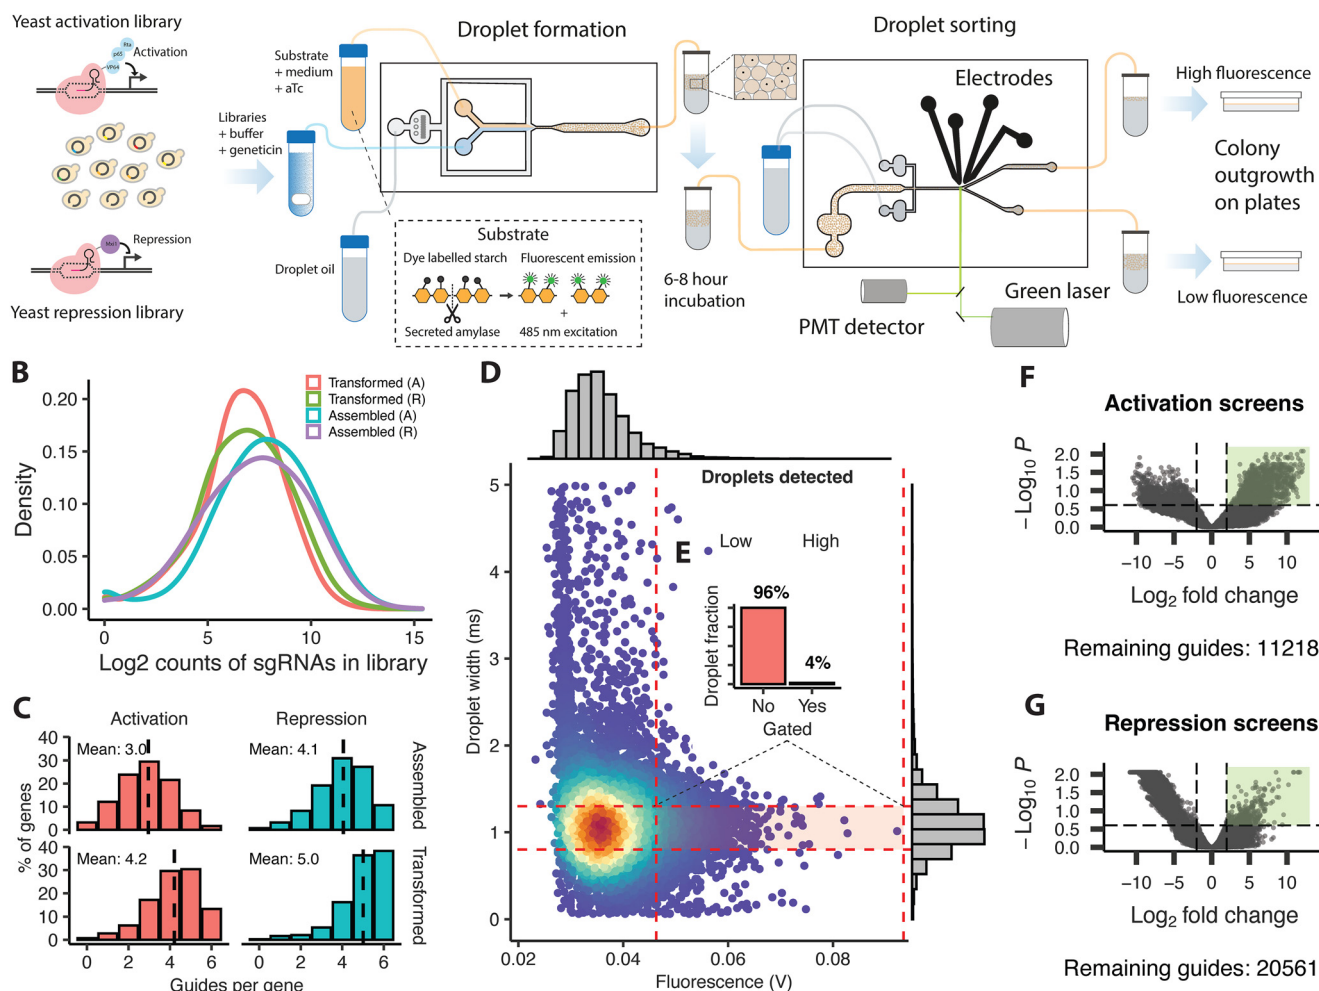 Yeast activation library
Rta
p65
VP64
Activation
Mxi1
Repression
Yeast repression library
Libraries
+ buffer
+ geneticin
Substrate
+ medium
+ aTc
Droplet oil
Droplet formation
Substrate
Dye labelled starch
Fluorescent emission
+
Secreted amylase
485 nm excitation
6-8 hour
incubation
Droplet sorting
Electrodes
PMT detector
Green laser
High fluorescence
Colony
outgrowth
on plates
Low fluorescence
B
Density
0.20
0.15
0.10
0.05
0.00
Transformed (A)
Transformed (R)
Assembled (A)
Assembled (R)
0 5 10 15
Log2 counts of sgRNAs in library
C
Activation
Repression
% of genes
40
30
20
10
0
Mean: 3.0
Mean: 4.1
Assembled
30
20
10
0
Mean: 4.2
Mean: 5.0
Transformed
0 2 4 6
0 2 4 6
Guides per gene
D
Droplets detected
Droplet width (ms)
5
4
3
2
1
0
0.02 0.04 0.06 0.08
Fluorescence (V)
E
Low
High
Droplet fraction
96%
4%
No Yes
Gated
F
Activation screens
− Log10 P
2.0
1.5
1.0
0.5
0.0
−10 −5 0 5 10
Log2 fold change
Remaining guides: 11218
G
Repression screens
− Log10 P
2.0
1.5
1.0
0.5
0.0
−10 −5 0 5 10
Log2 fold change
Remaining guides: 20561